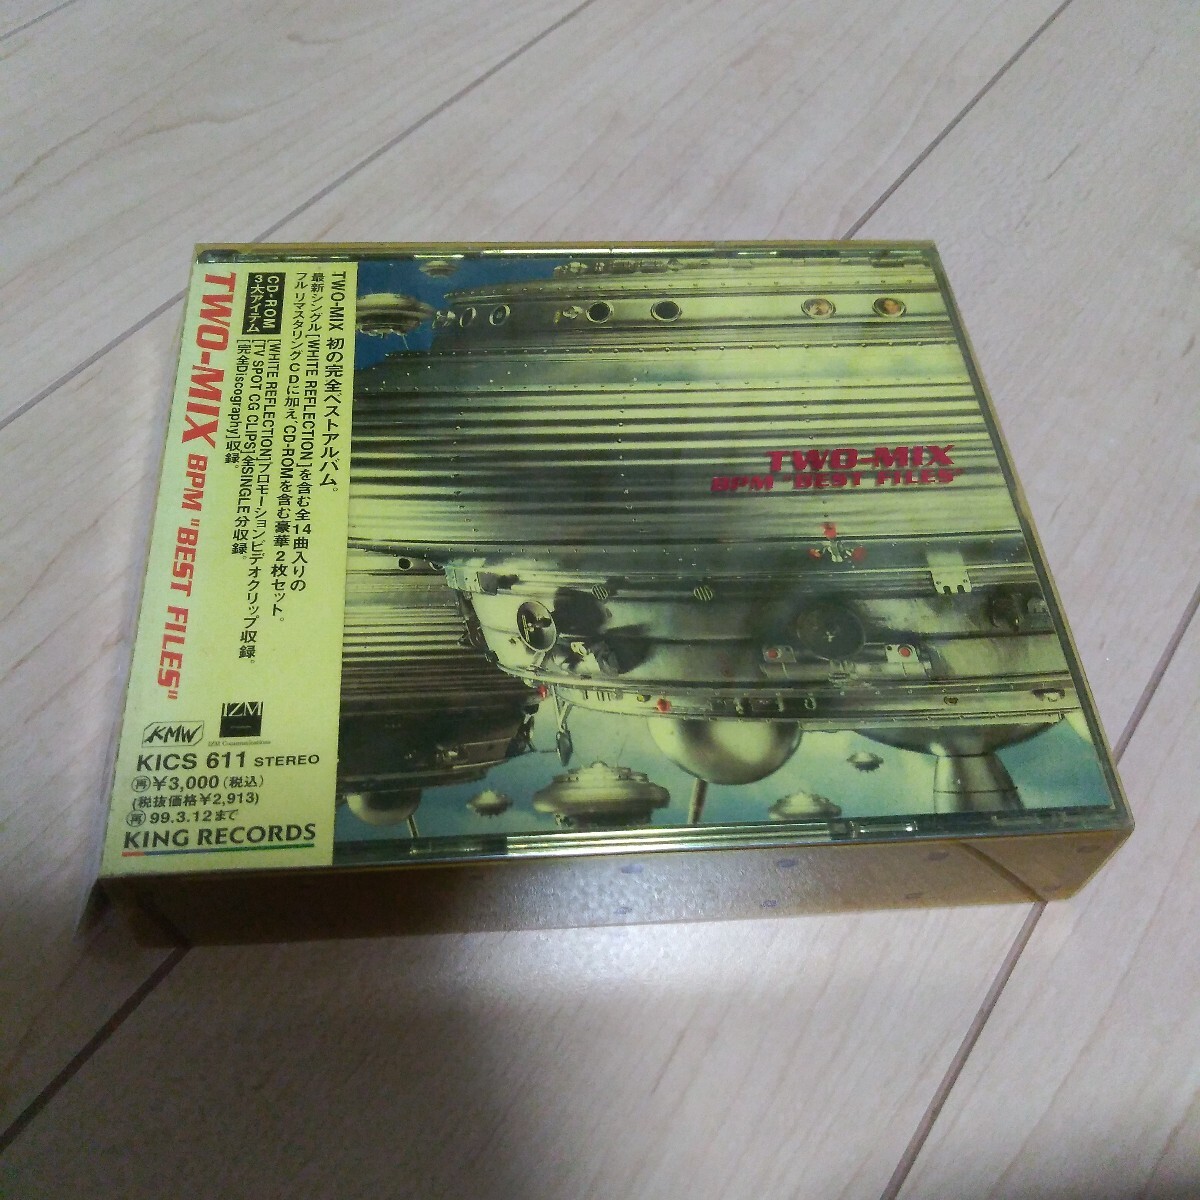 TWO-MIX BPM "BEST FILES"
TWO-MIX 初の完全ベストアルバム。
最新シングル[WHITE REFLECTION]を含む全14曲入りの
フルリマスタリングCDに加え、CD-ROMを含む豪華2枚セット。
CD-ROM
3大アイテム
[WHITE REFLECTION]プロモーションビデオクリップ収録。
[TV SPOT CG CLIPS]全SINGLE分収録。
[完全Discography]収録。
KMW
IZM
IZM Communications
KICS 611 STEREO
再¥3,000(税込)
(税抜価格¥2,913)
再99.3.12まで
KING RECORDS
TWO-MIX
BPM "BEST FILES"